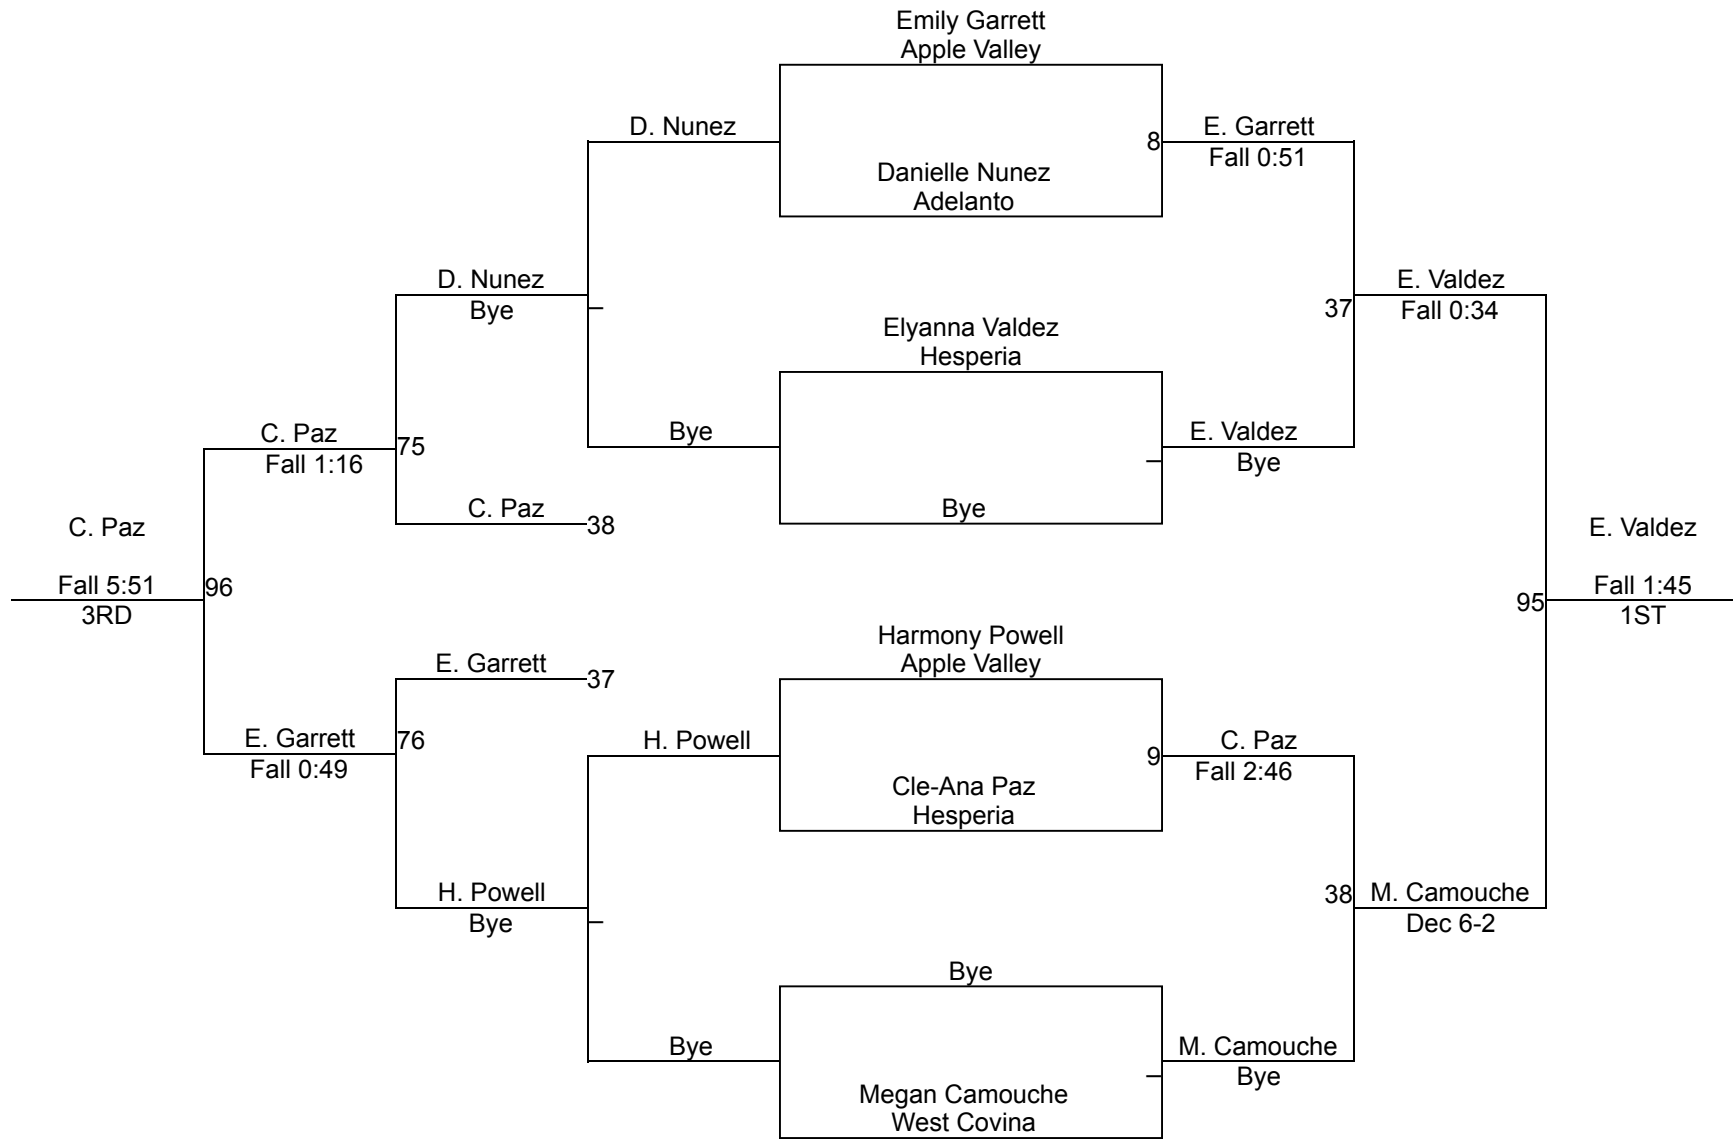 Emily Garrett
Apple Valley
D. Nunez
8
E. Garrett
Fall 0:51
Danielle Nunez
Adelanto
D. Nunez
Bye
E. Valdez
Fall 0:34
37
Elyanna Valdez
Hesperia
C. Paz
Fall 1:16
75
Bye
E. Valdez
Bye
C. Paz
38
Bye
C. Paz
Fall 5:51
3RD
96
E. Valdez
Fall 1:45
1ST
95
Harmony Powell
Apple Valley
E. Garrett
37
E. Garrett
Fall 0:49
76
H. Powell
9
C. Paz
Fall 2:46
Cle-Ana Paz
Hesperia
H. Powell
Bye
38
M. Camouche
Dec 6-2
Bye
Bye
M. Camouche
Bye
Megan Camouche
West Covina